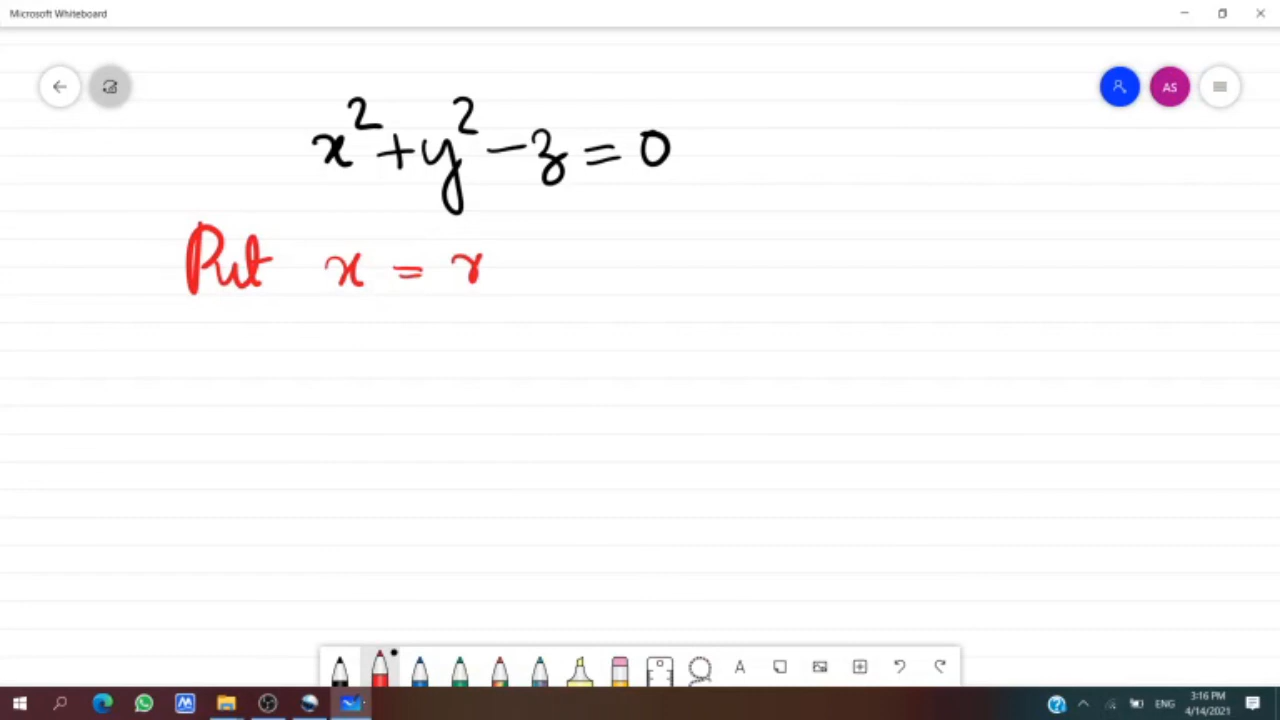 Microsoft Whiteboard
AS
x² + y² - z = 0
Put x = r
A
ENG
3:16 PM
4/14/2021